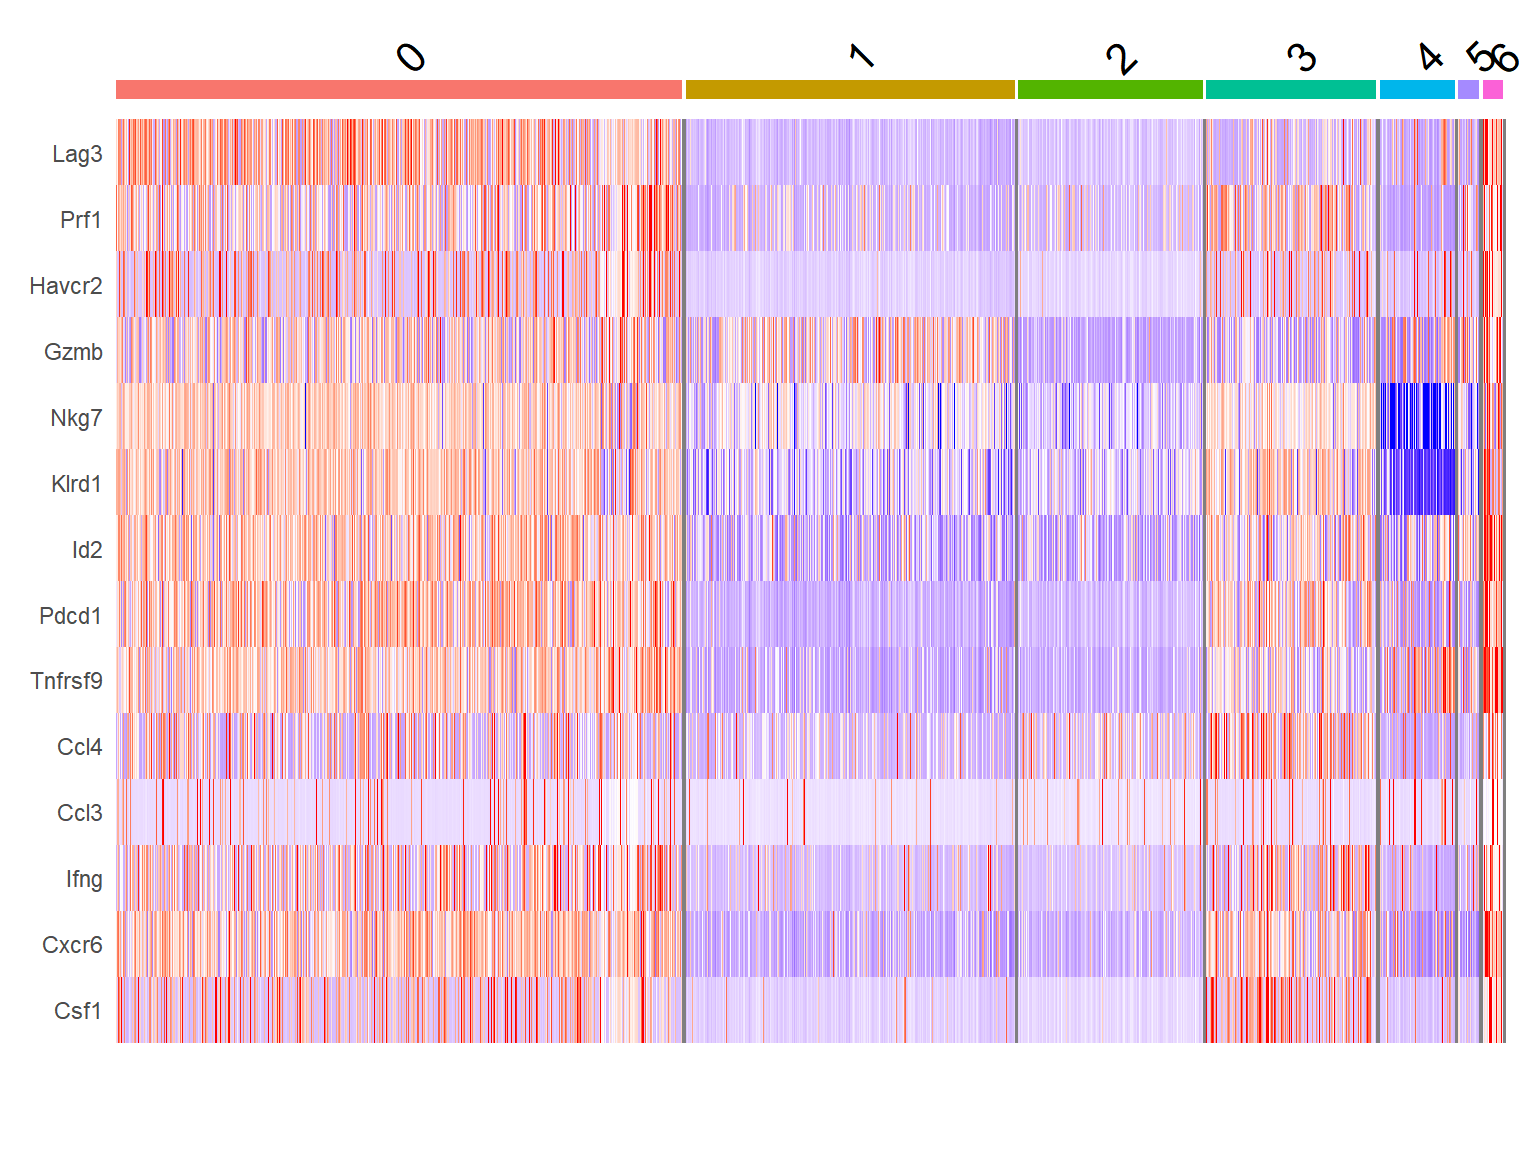 0 1 2 3 4 5 6
Lag3
Prf1
Havcr2
Gzmb
Nkg7
Klrd1
Id2
Pdcd1
Tnfrsf9
Ccl4
Ccl3
Ifng
Cxcr6
Csf1